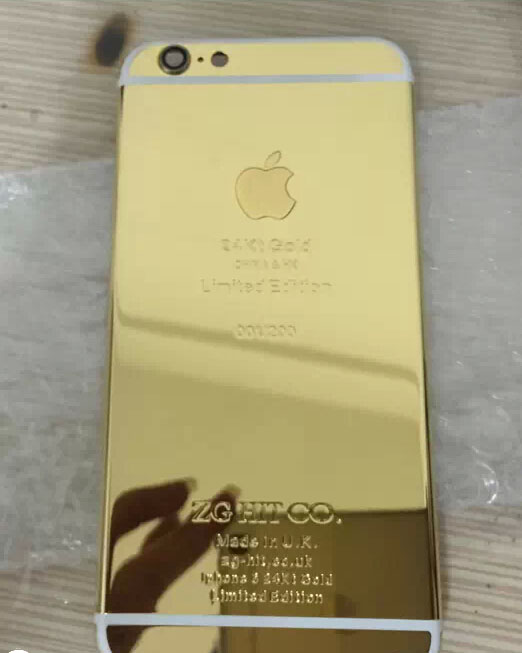 24Kt Gold
Limited Edition
001/200
ZG HIT CO.
Made in U.K.
zg-hit.co.uk
iphone 6 24Kt Gold
Limited Edition